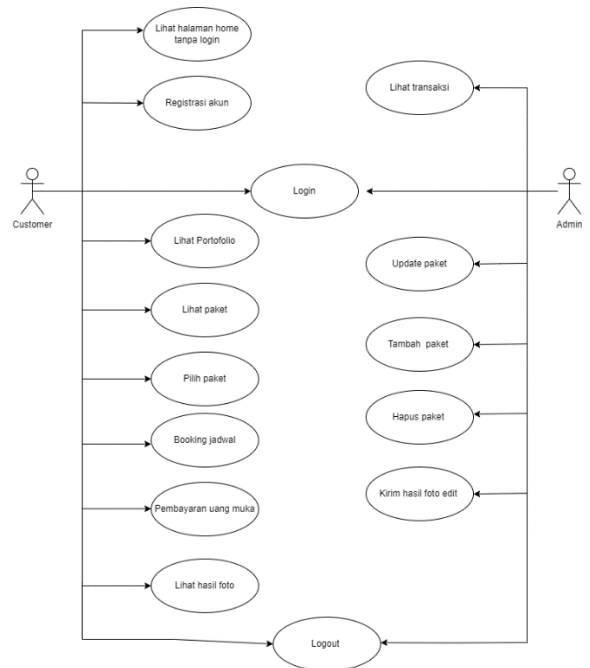 Lihat halaman home
tanpa login
Lihat transaksi
Registrasi akun
Login
Customer
Admin
Lihat Portofolio
Update paket
Lihat paket
Tambah paket
Pilih paket
Hapus paket
Booking jadwal
Kirim hasil foto edit
Pembayaran uang muka
Lihat hasil foto
Logout